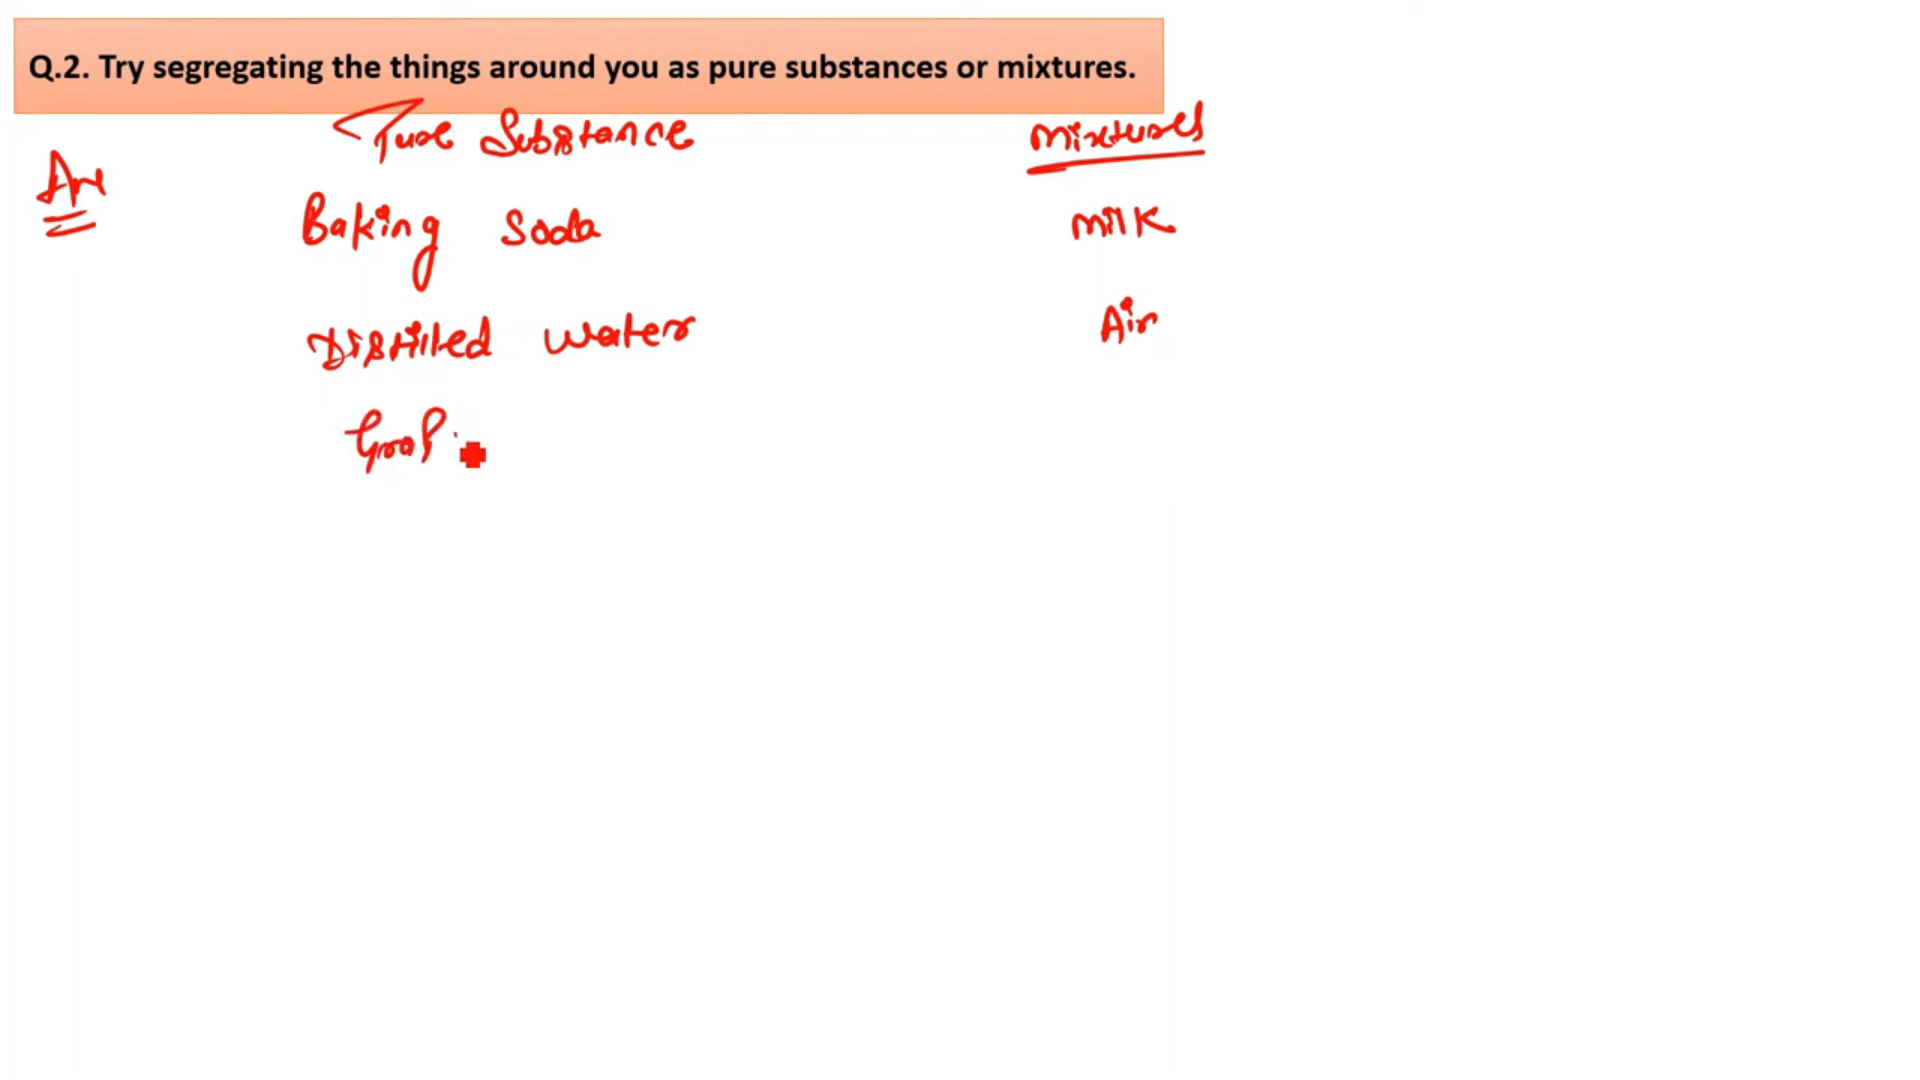 Q.2. Try segregating the things around you as pure substances or mixtures.
Pure Substance
Mixtures
Ans
Baking Soda
Milk
Distilled Water
Air